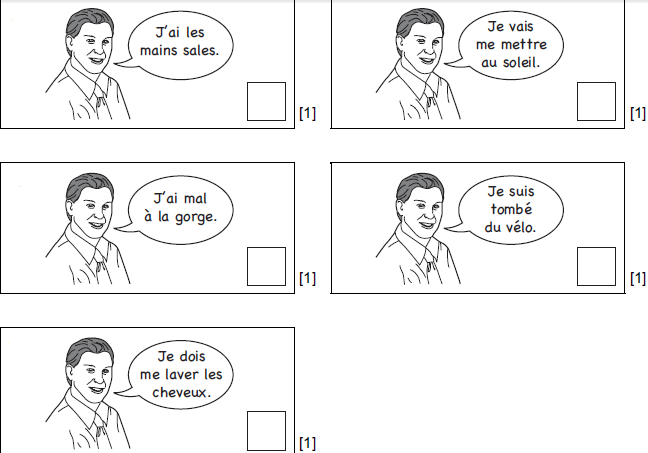 J'ai les
mains sales.
[1]
Je vais
me mettre
au soleil.
[1]
J'ai mal
à la gorge.
[1]
Je suis
tombé
du vélo.
[1]
Je dois
me laver les
cheveux.
[1]